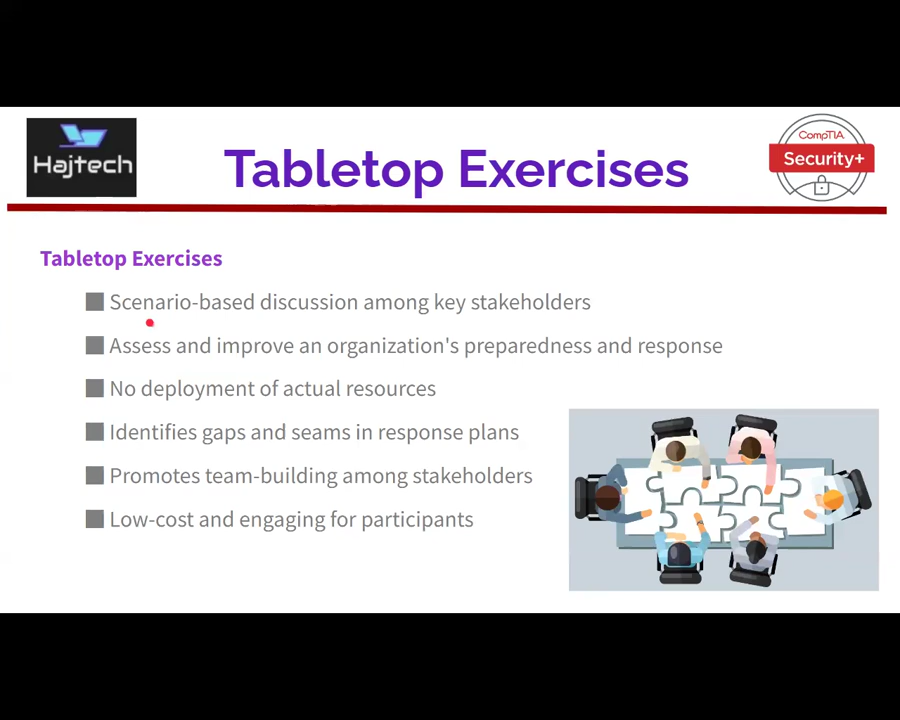 Hajtech
Tabletop Exercises
CompTIA
Security+
Tabletop Exercises
Scenario-based discussion among key stakeholders
Assess and improve an organization's preparedness and response
No deployment of actual resources
Identifies gaps and seams in response plans
Promotes team-building among stakeholders
Low-cost and engaging for participants